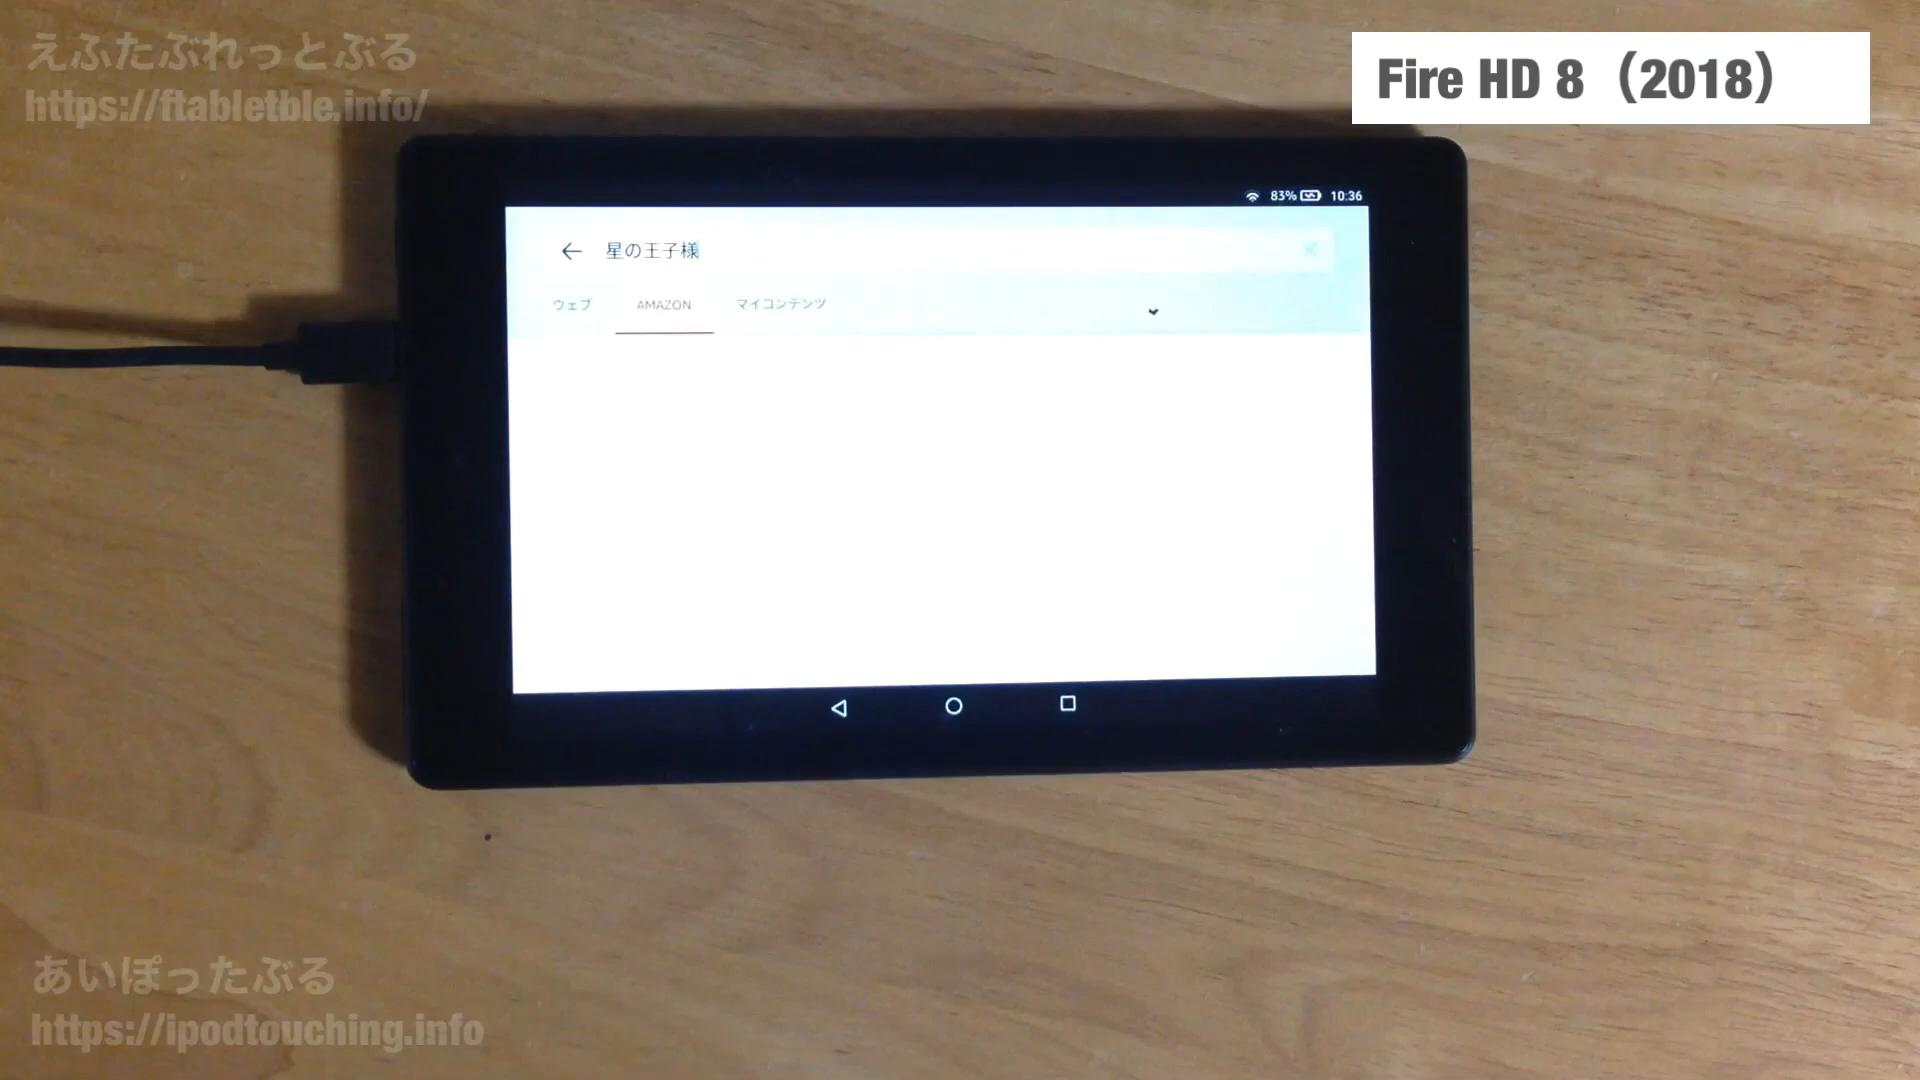 えふたぶれっとぶる
https://ftabletble.info/
Fire HD 8（2018）
83% 10:36
星の王子様
ウェブ AMAZON マイコンテンツ
あいぽったぶる
https://ipodtouching.info